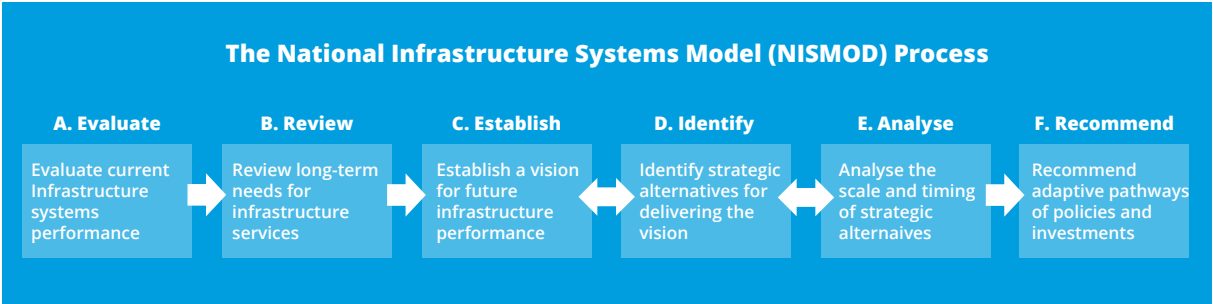 The National Infrastructure Systems Model (NISMOD) Process
A. Evaluate
Evaluate current
Infrastructure
systems
performance
B. Review
Review long-term
needs for
infrastructure
services
C. Establish
Establish a vision
for future
infrastructure
performance
D. Identify
Identify strategic
alternatives for
delivering the
vision
E. Analyse
Analyse the
scale and timing
of strategic
alternaives
F. Recommend
Recommend
adaptive pathways
of policies and
investments